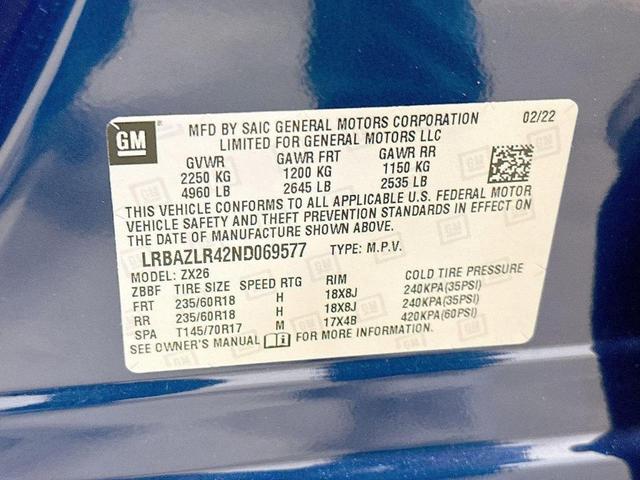 GM
MFD BY SAIC GENERAL MOTORS CORPORATION 02/22
LIMITED FOR GENERAL MOTORS LLC
GVWR GAWR FRT GAWR RR
2250 KG 1200 KG 1150 KG
4960 LB 2645 LB 2535 LB
THIS VEHICLE CONFORMS TO ALL APPLICABLE U.S. FEDERAL MOTOR
VEHICLE SAFETY AND THEFT PREVENTION STANDARDS IN EFFECT ON
DATE OF MANUFACTURE SHOWN ABOVE.
LRBAZLR42ND069577 TYPE: M.P.V.
MODEL: ZX26
ZBBF TIRE SIZE SPEED RTG RIM COLD TIRE PRESSURE
FRT 235/60R18 H 18X8J 240KPA(35PSI)
RR 235/60R18 H 18X8J 240KPA(35PSI)
SPA T145/70R17 M 17X4B 420KPA(60PSI)
SEE OWNER'S MANUAL FOR MORE INFORMATION.